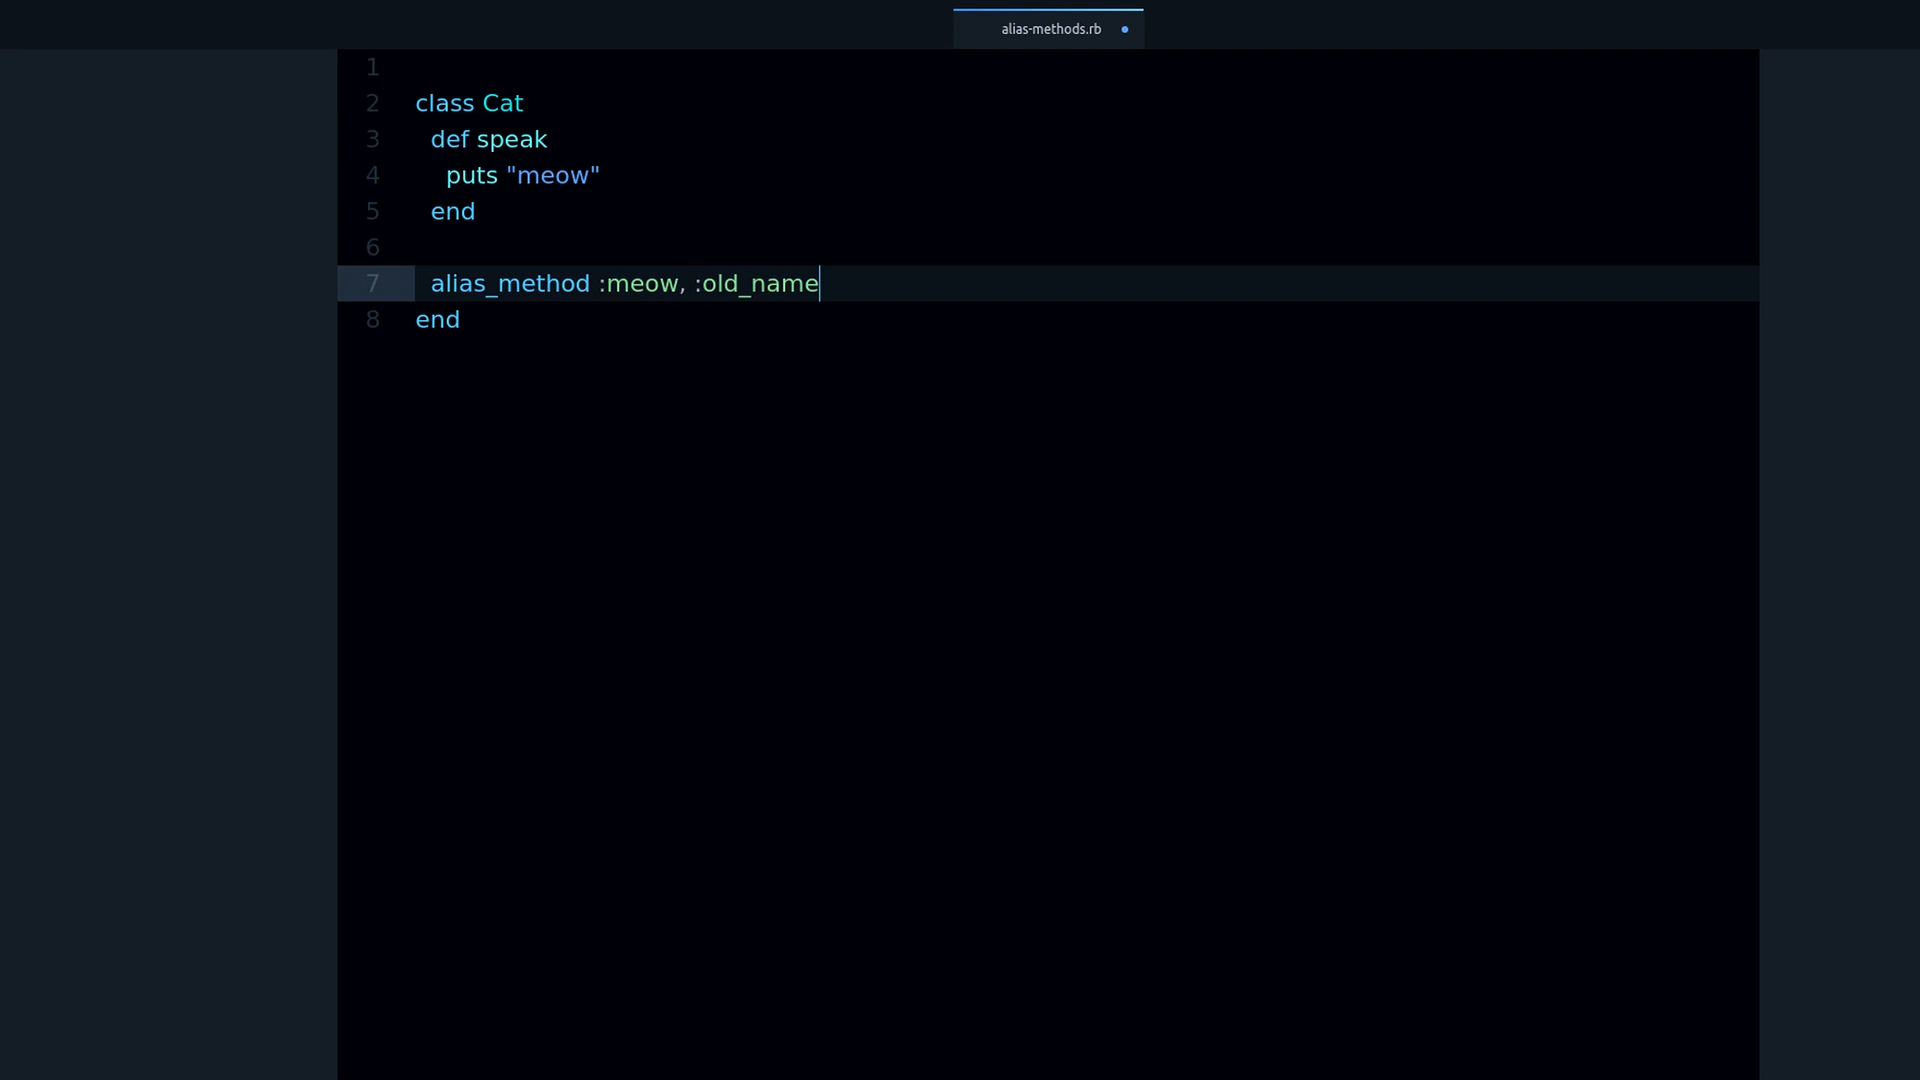 alias-methods.rb
1
2 class Cat
3 def speak
4 puts "meow"
5 end
6
7 alias_method :meow, :old_name
8 end